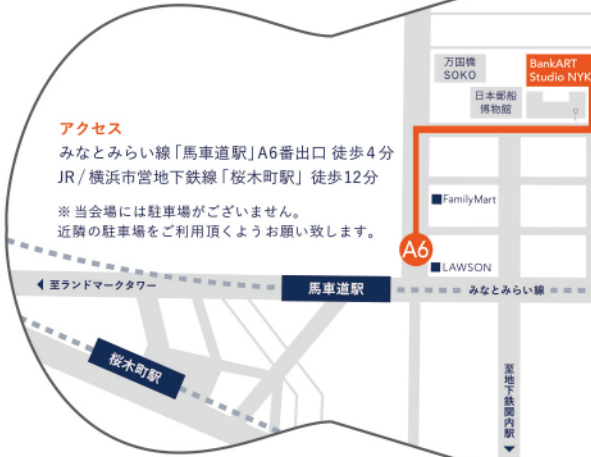 万国橋
SOKO
BankART
Studio NYK
日本郵船
博物館
アクセス
みなとみらい線「馬車道駅」A6番出口 徒歩4分
JR / 横浜市営地下鉄線「桜木町駅」徒歩12分
※ 当会場には駐車場がございません。
近隣の駐車場をご利用頂くようお願い致します。
FamilyMart
A6
LAWSON
至ランドマークタワー
馬車道駅
みなとみらい線
桜木町駅
至地下鉄関内駅